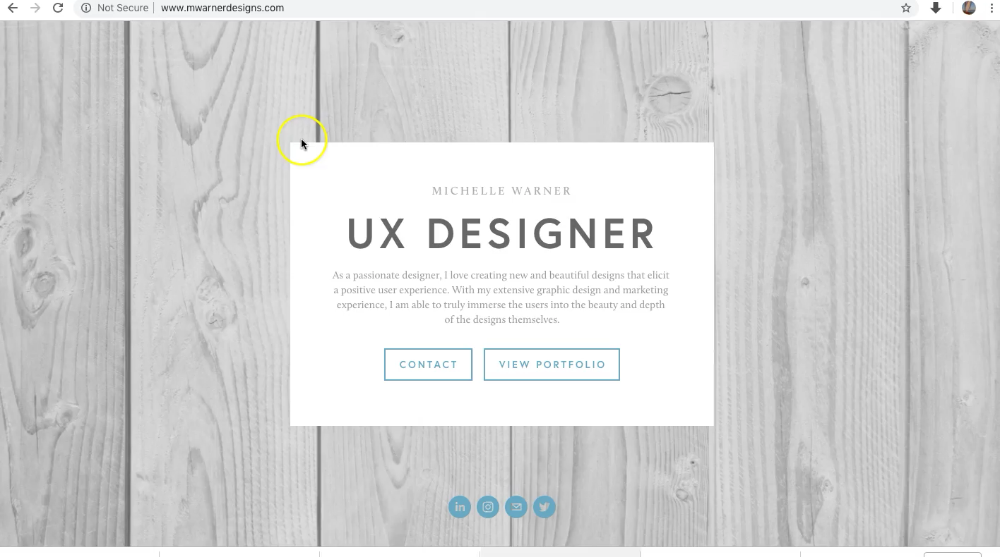 Not Secure www.mwarnerdesigns.com
MICHELLE WARNER
UX DESIGNER
As a passionate designer, I love creating new and beautiful designs that elicit
a positive user experience. With my extensive graphic design and marketing
experience, I am able to truly immerse the users into the beauty and depth
of the designs themselves.
CONTACT VIEW PORTFOLIO
in